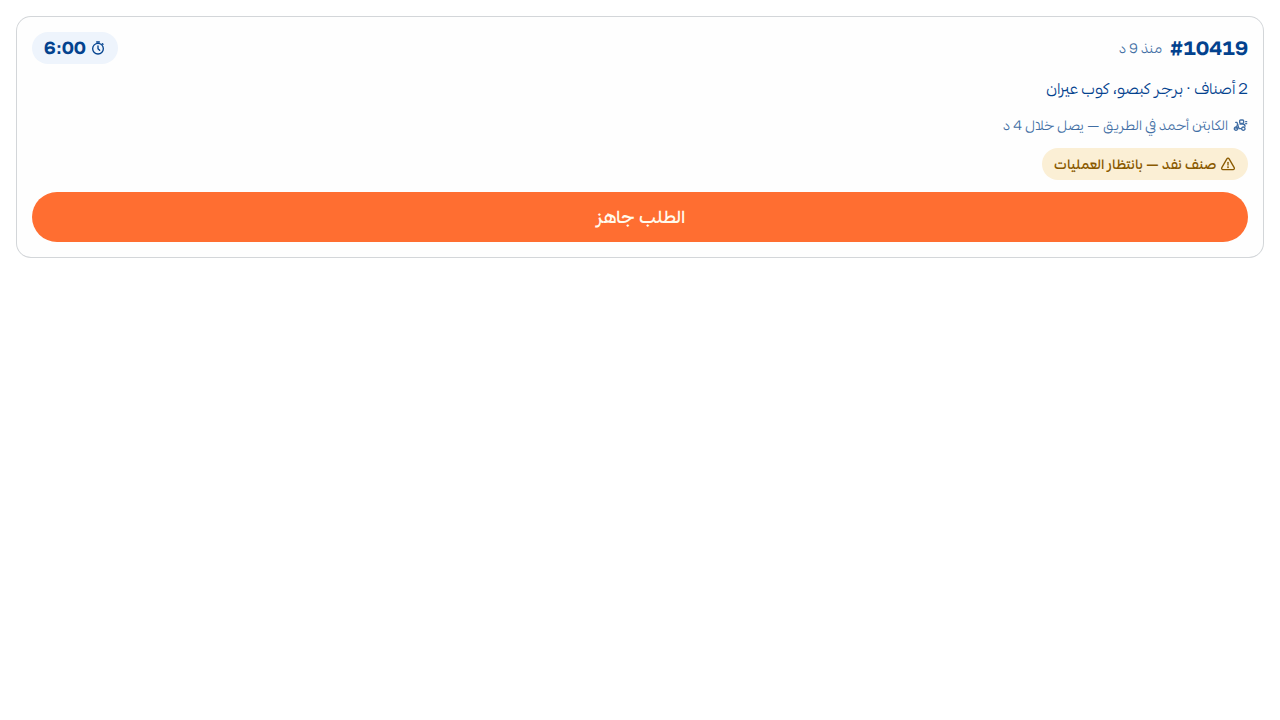 #10419 منذ 9 د
6:00
2 أصناف · برجر كبصو، كوب عيزان
الكابتن أحمد في الطريق — يصل خلال 4 د
صنف نفد — بانتظار العمليات
الطلب جاهز